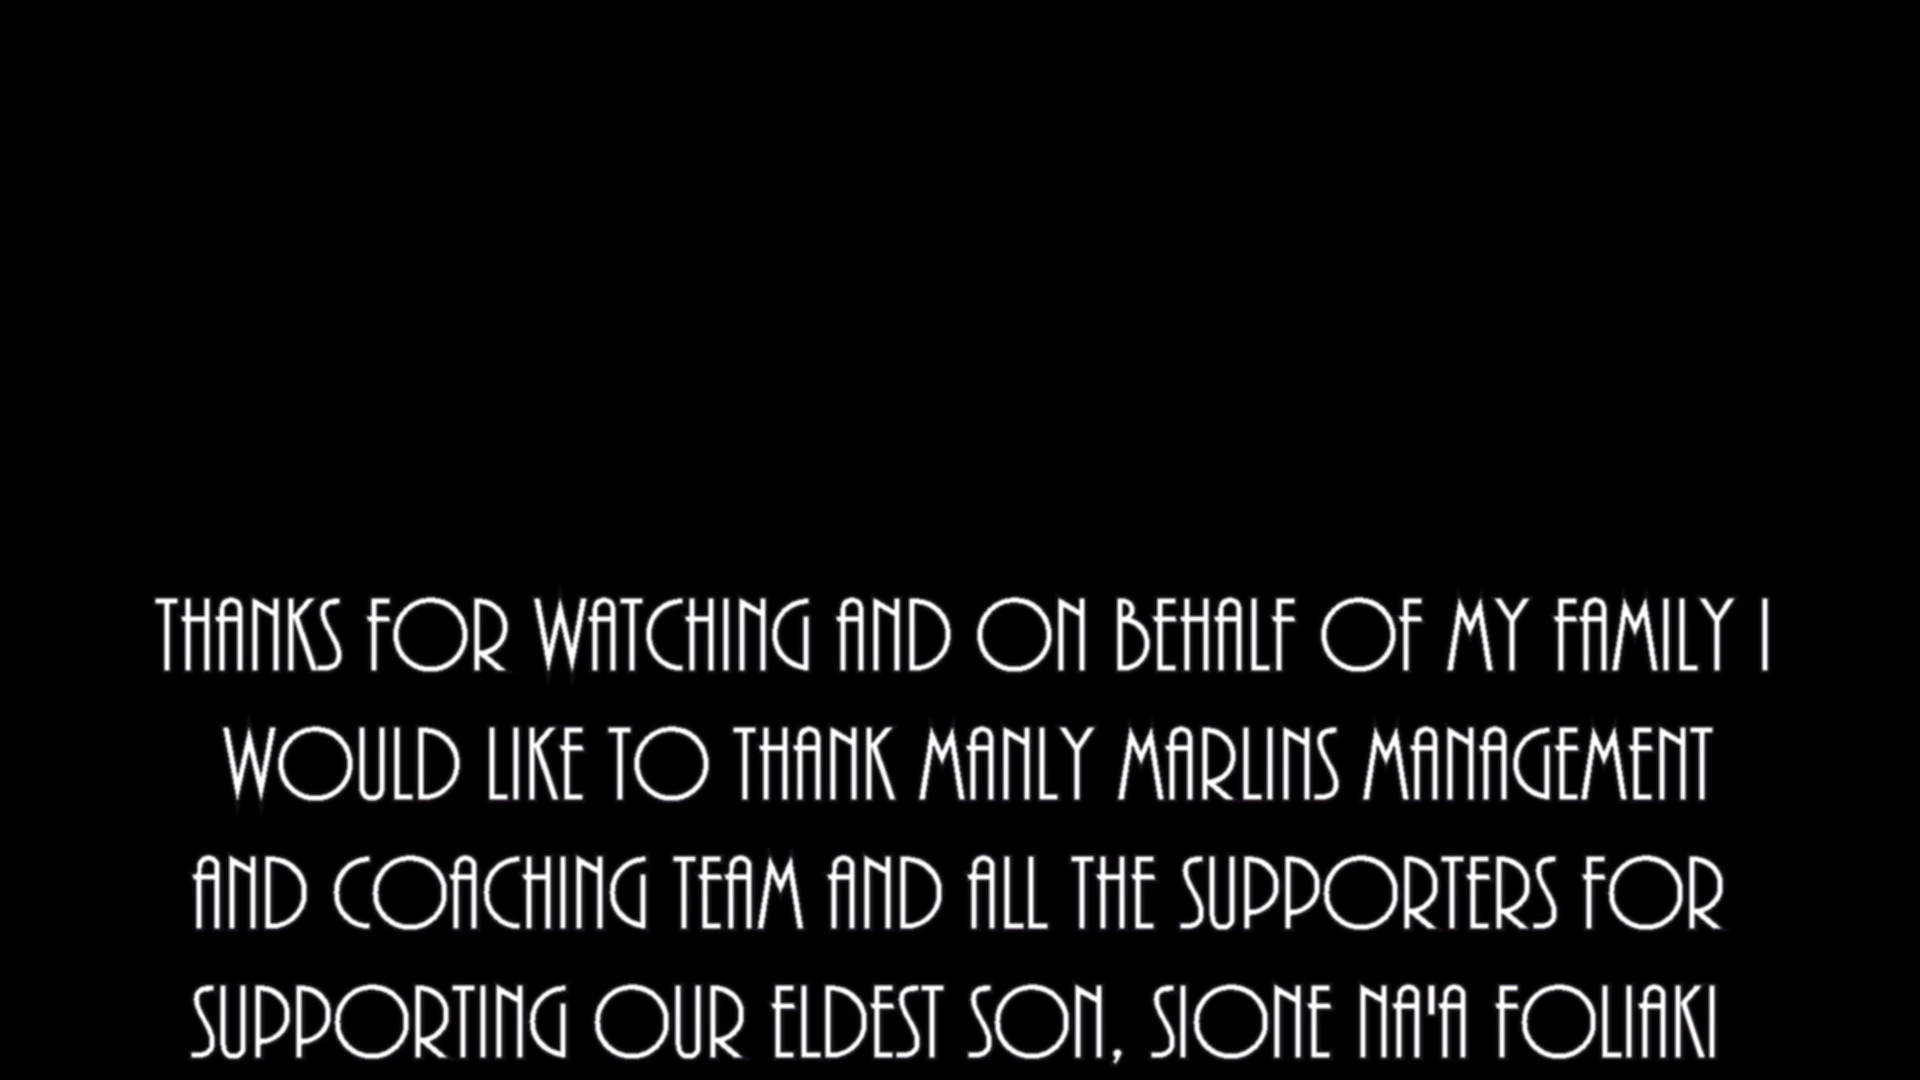 THANKS FOR WATCHING AND ON BEHALF OF MY FAMILY I
WOULD LIKE TO THANK MANLY MARLINS MANAGEMENT
AND COACHING TEAM AND ALL THE SUPPORTERS FOR
SUPPORTING OUR ELDEST SON, SIONE NA'A FOLIAKI